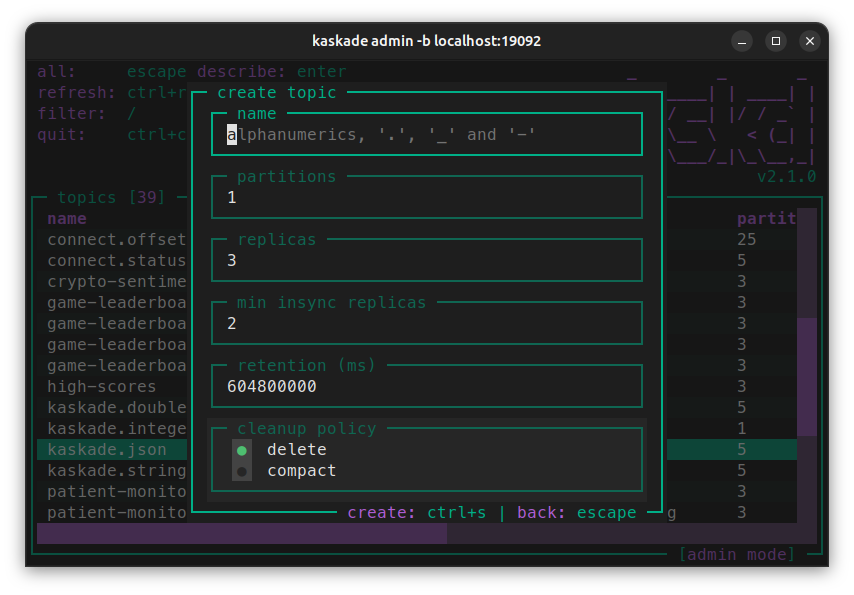 kaskade admin -b localhost:19092
all: escape describe: enter
refresh: ctrl+r
filter: /
quit: ctrl+c
v2.1.0
create topic
name
alphanumerics, '.', '_' and '-'
partitions
1
replicas
3
min insync replicas
2
retention (ms)
604800000
cleanup policy
delete
compact
create: ctrl+s | back: escape
topics [39]
name partit
connect.offset 25
connect.status 5
crypto-sentime 3
game-leaderboa 3
game-leaderboa 3
game-leaderboa 3
game-leaderboa 3
high-scores 3
kaskade.double 5
kaskade.intege 1
kaskade.json 5
kaskade.string 5
patient-monito 3
patient-monito g 3
[admin mode]